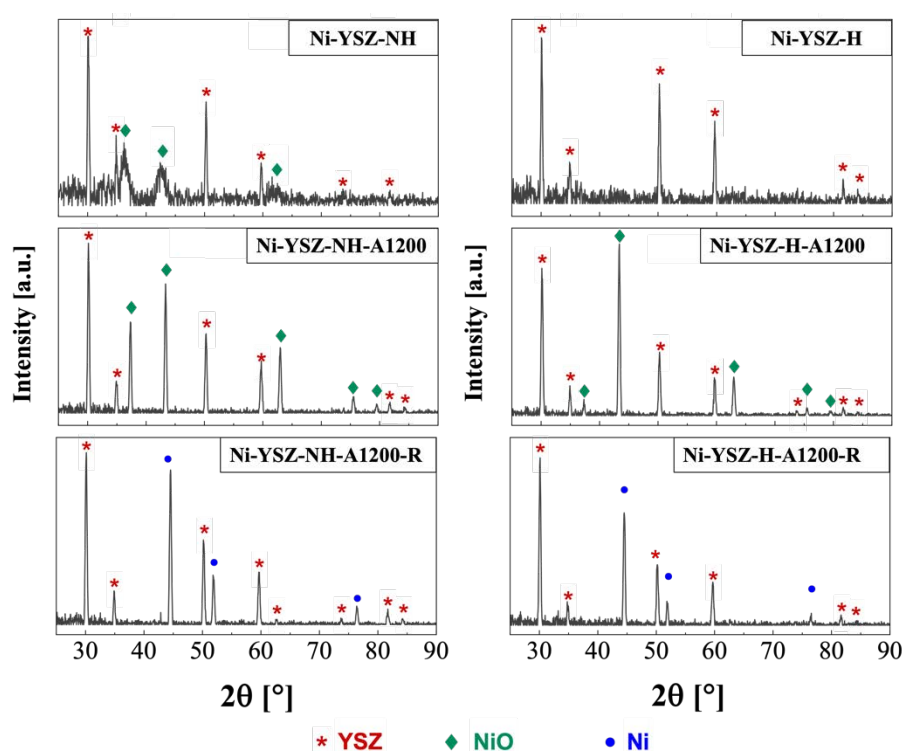 Ni-YSZ-NH
Ni-YSZ-H
Ni-YSZ-NH-A1200
Ni-YSZ-H-A1200
Ni-YSZ-NH-A1200-R
Ni-YSZ-H-A1200-R
Intensity [a.u.]
Intensity [a.u.]
30 40 50 60 70 80 90
30 40 50 60 70 80 90
2θ [°]
2θ [°]
* YSZ ♦ NiO ● Ni